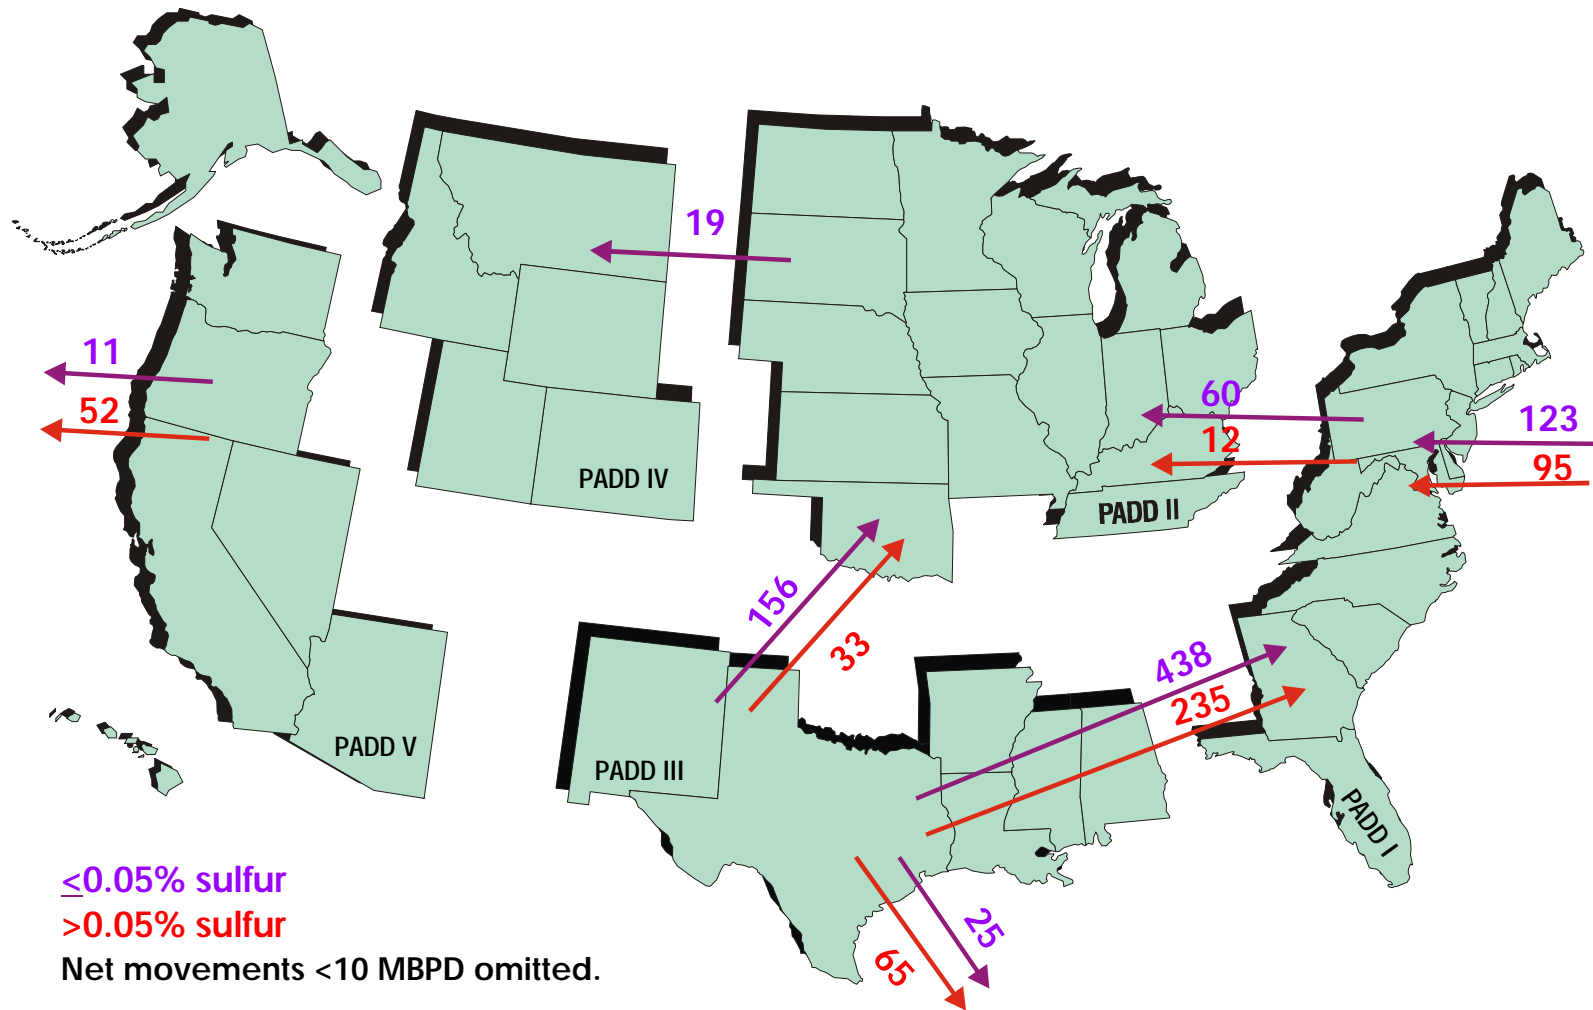 19
11
52
60
12
123
95
PADD IV
PADD II
156
33
438
235
PADD V
PADD III
PADD I
25
65
≤0.05% sulfur
>0.05% sulfur
Net movements <10 MBPD omitted.